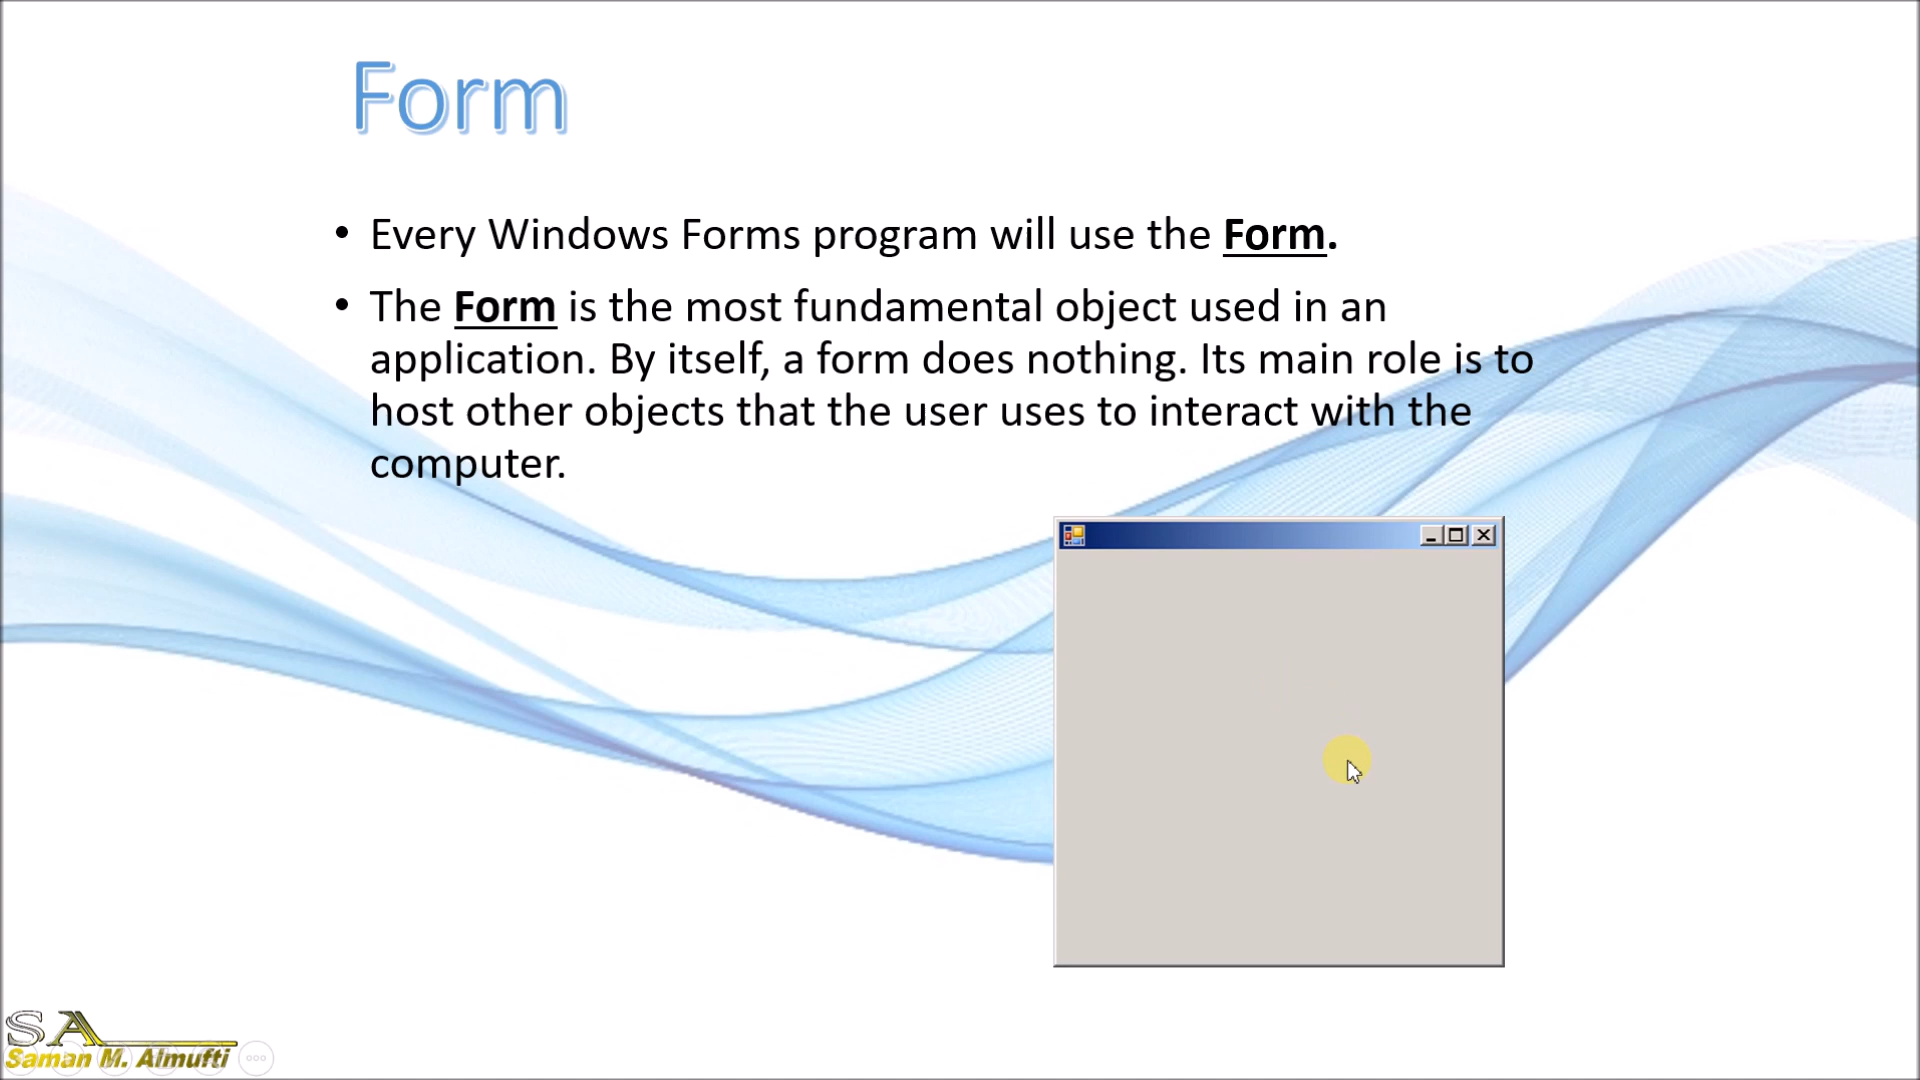 Form
• Every Windows Forms program will use the Form.
• The Form is the most fundamental object used in an
application. By itself, a form does nothing. Its main role is to
host other objects that the user uses to interact with the
computer.
SA
Saman M. Almufti